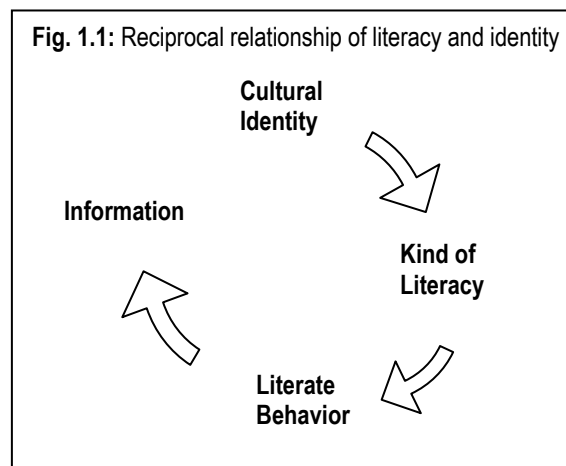 Fig. 1.1: Reciprocal relationship of literacy and identity
Cultural
Identity
Information
Kind of
Literacy
Literate
Behavior